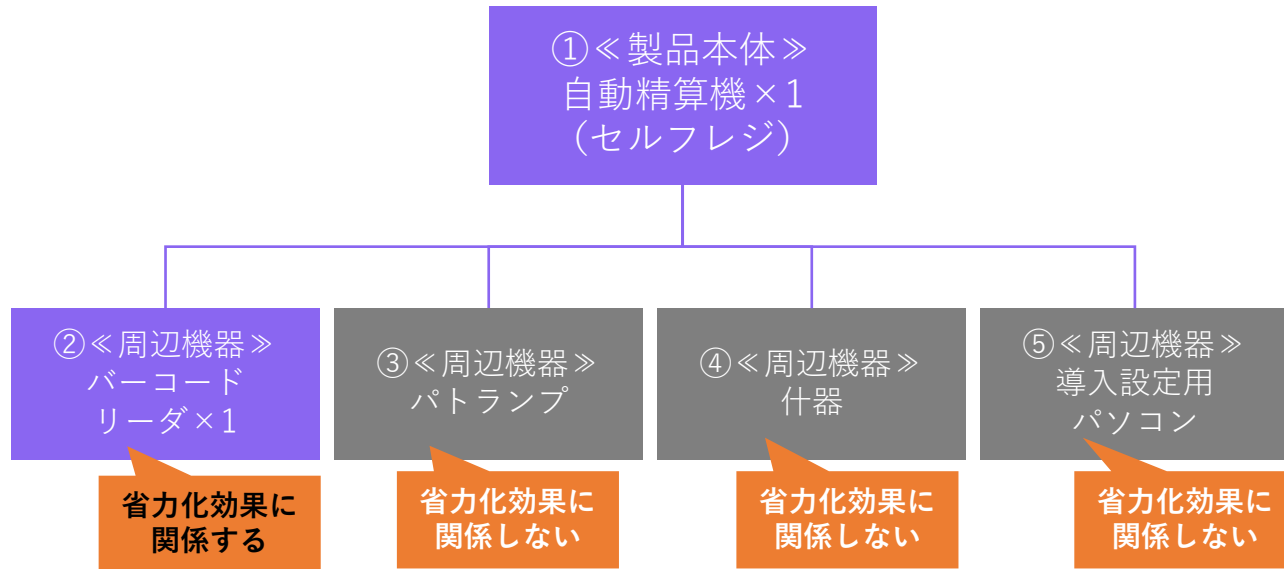 ①≪製品本体≫
自動精算機×1
(セルフレジ)
②≪周辺機器≫
バーコード
リーダ×1
③≪周辺機器≫
パトランプ
④≪周辺機器≫
什器
⑤≪周辺機器≫
導入設定用
パソコン
省力化効果に
関係する
省力化効果に
関係しない
省力化効果に
関係しない
省力化効果に
関係しない